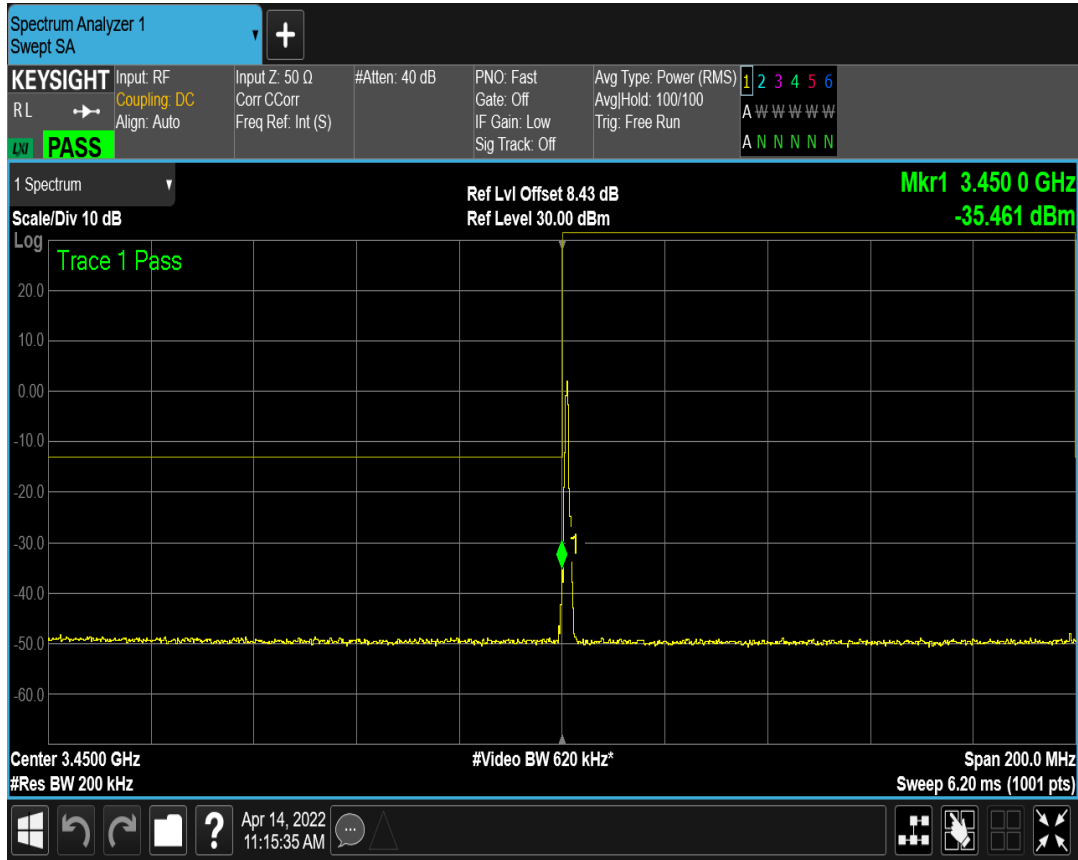 Spectrum Analyzer 1
Swept SA
+
KEYSIGHT
RL
LXI PASS
Input: RF
Coupling: DC
Align: Auto
Input Z: 50 Ω
Corr CCorr
Freq Ref: Int (S)
#Atten: 40 dB
PNO: Fast
Gate: Off
IF Gain: Low
Sig Track: Off
Avg Type: Power (RMS)
Avg|Hold: 100/100
Trig: Free Run
1 2 3 4 5 6
A W W W W W
A N N N N N
1 Spectrum
Scale/Div 10 dB
Ref Lvl Offset 8.43 dB
Ref Level 30.00 dBm
Mkr1 3.450 0 GHz
-35.461 dBm
Log
Trace 1 Pass
20.0
10.0
0.00
-10.0
-20.0
-30.0
1
-40.0
-50.0
-60.0
Center 3.4500 GHz
#Video BW 620 kHz*
Span 200.0 MHz
#Res BW 200 kHz
Sweep 6.20 ms (1001 pts)
?
Apr 14, 2022
11:15:35 AM